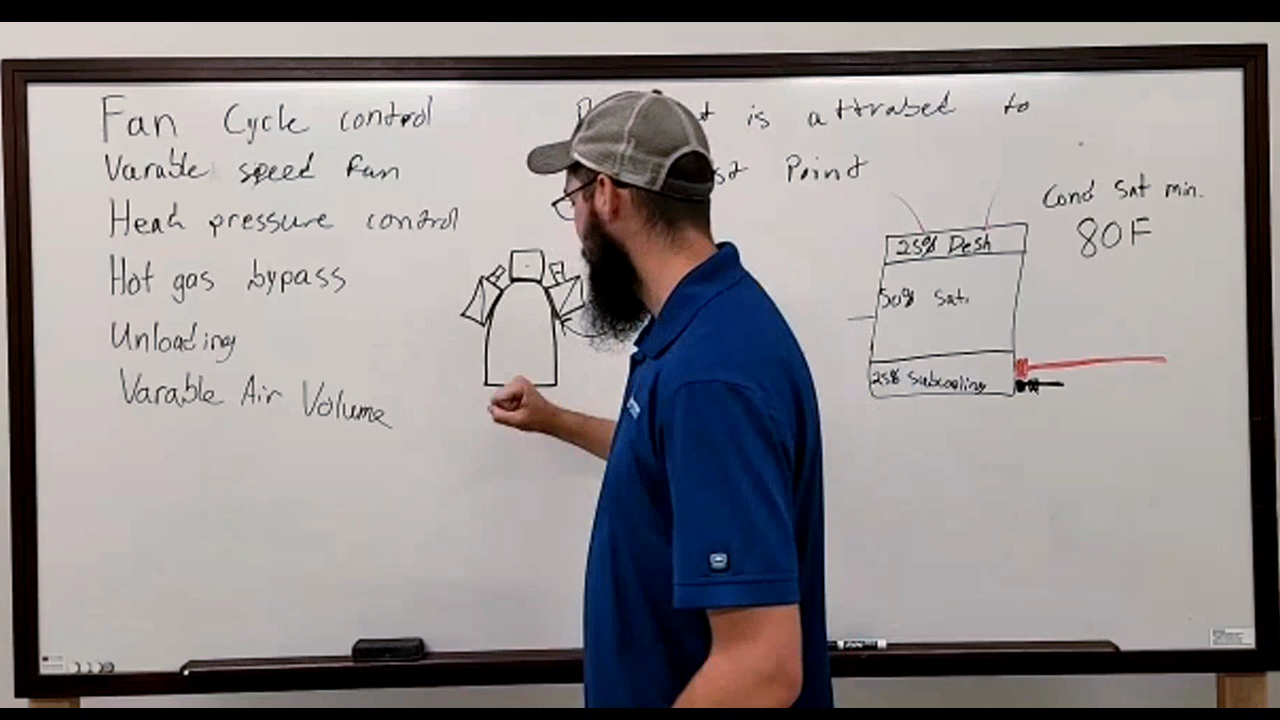 Fan Cycle control
Varable speed fan
Head pressure control
Hot gas bypass
Unloading
Varable Air Volume
is attrabed to
Point
Cond Sat min.
80F
25% Desh
50% Sat.
25% Subcooling